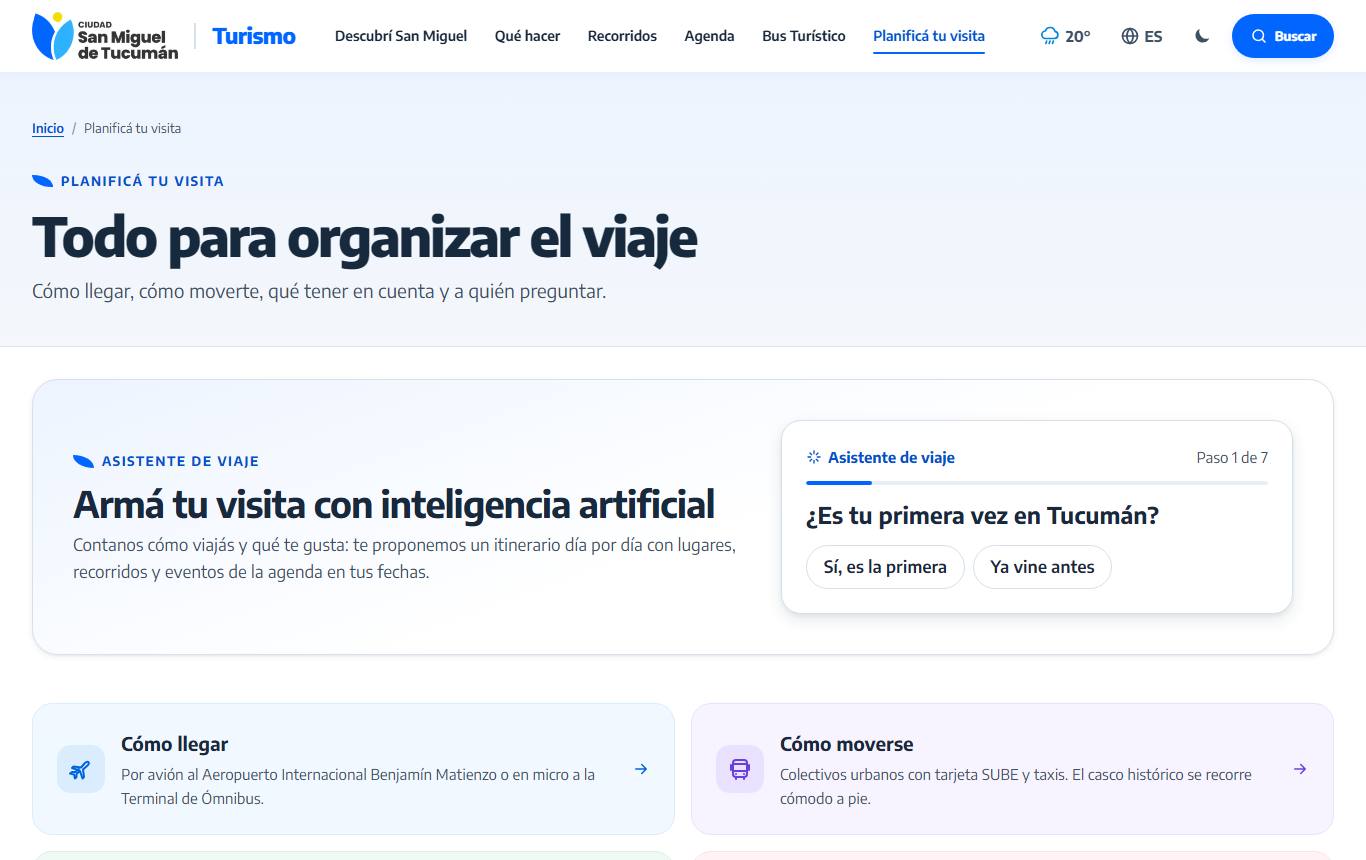 CIUDAD
San Miguel
de Tucumán
Turismo
Descubrí San Miguel
Qué hacer
Recorridos
Agenda
Bus Turístico
Planificá tu visita
20°
ES
Buscar
Inicio / Planificá tu visita
PLANIFICÁ TU VISITA
Todo para organizar el viaje
Cómo llegar, cómo moverte, qué tener en cuenta y a quién preguntar.
ASISTENTE DE VIAJE
Armá tu visita con inteligencia artificial
Contanos cómo viajás y qué te gusta: te proponemos un itinerario día por día con lugares,
recorridos y eventos de la agenda en tus fechas.
Asistente de viaje
Paso 1 de 7
¿Es tu primera vez en Tucumán?
Sí, es la primera
Ya vine antes
Cómo llegar
Por avión al Aeropuerto Internacional Benjamín Matienzo o en micro a la
Terminal de Ómnibus.
Cómo moverse
Colectivos urbanos con tarjeta SUBE y taxis. El casco histórico se recorre
cómodo a pie.